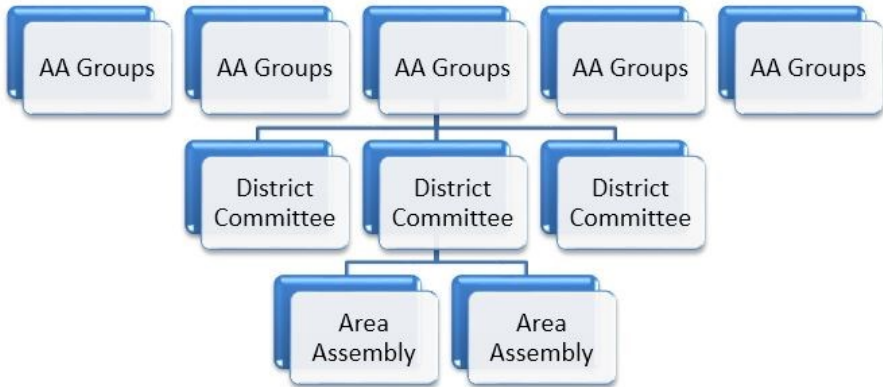 AA Groups
AA Groups
AA Groups
AA Groups
AA Groups
District
Committee
District
Committee
District
Committee
Area
Assembly
Area
Assembly